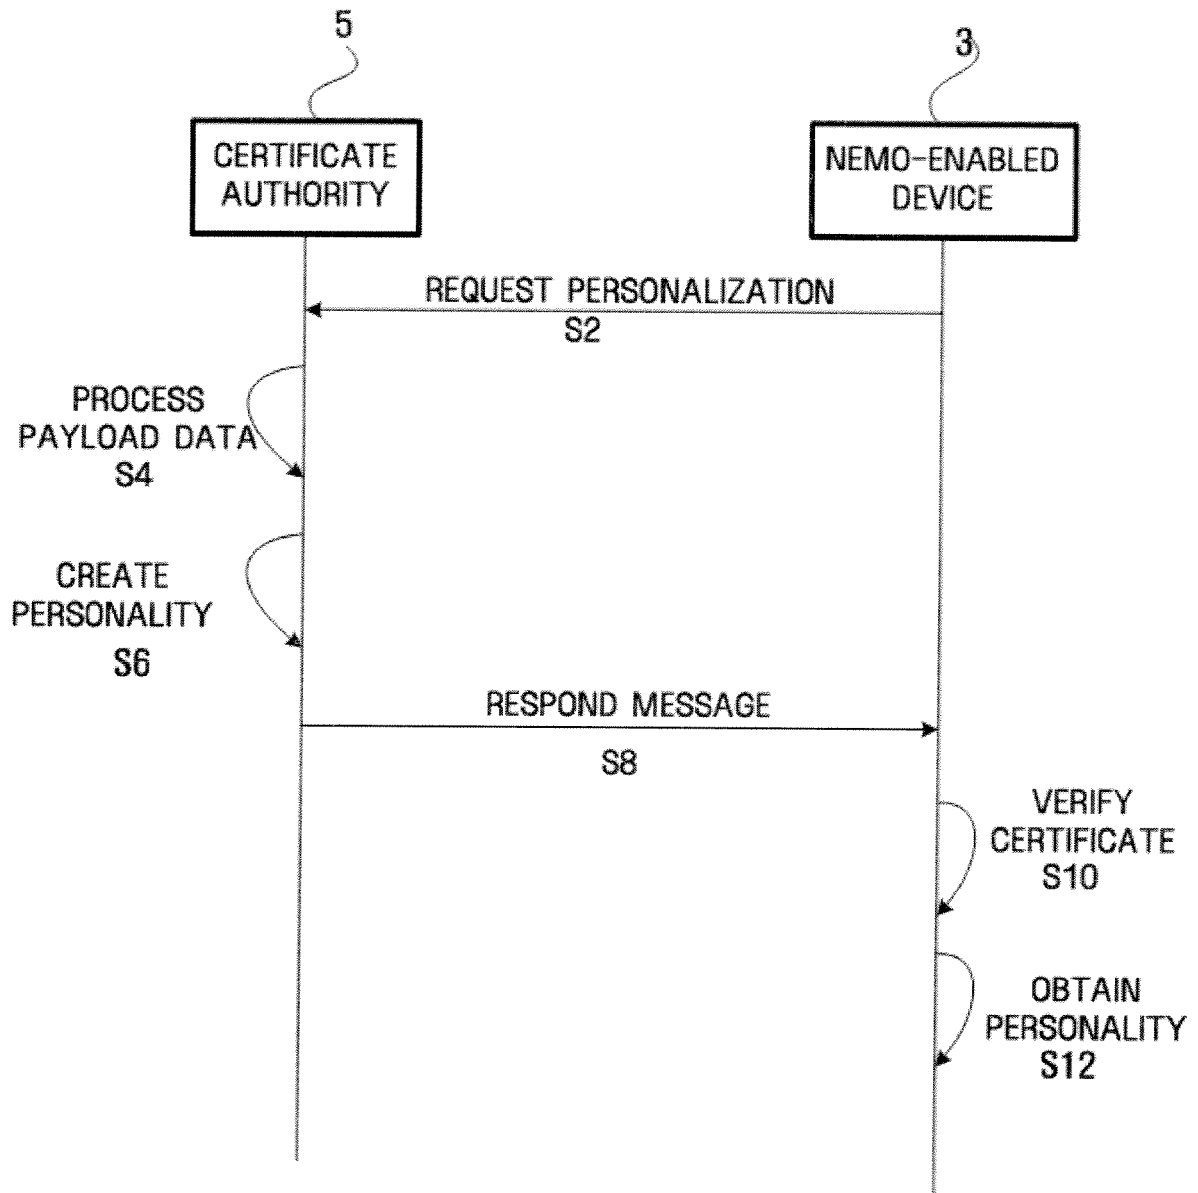 5
3
CERTIFICATE
AUTHORITY
NEMO-ENABLED
DEVICE
REQUEST PERSONALIZATION
S2
PROCESS
PAYLOAD DATA
S4
CREATE
PERSONALITY
S6
RESPOND MESSAGE
S8
VERIFY
CERTIFICATE
S10
OBTAIN
PERSONALITY
S12